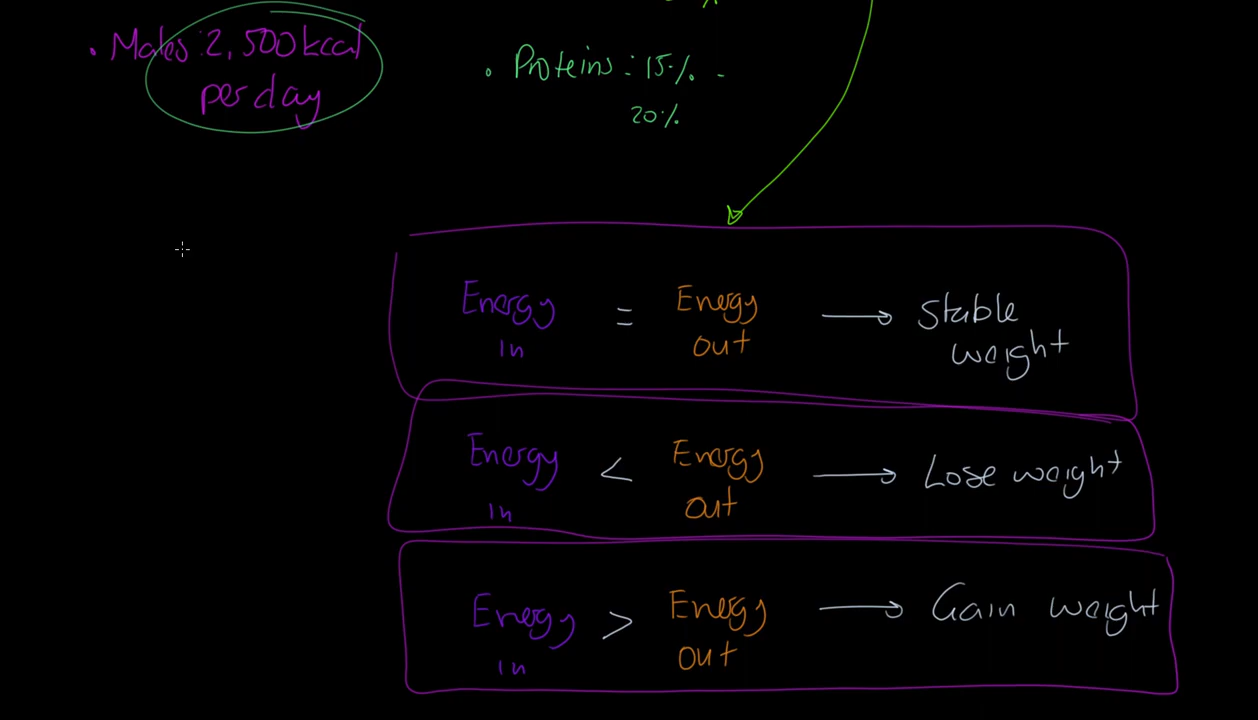 . Males : 2,500 kcal
per day
. Proteins : 15% -
20%
Energy = Energy → Stable
in out weight
Energy < Energy → Lose weight
in out
Energy > Energy → Gain weight
in out